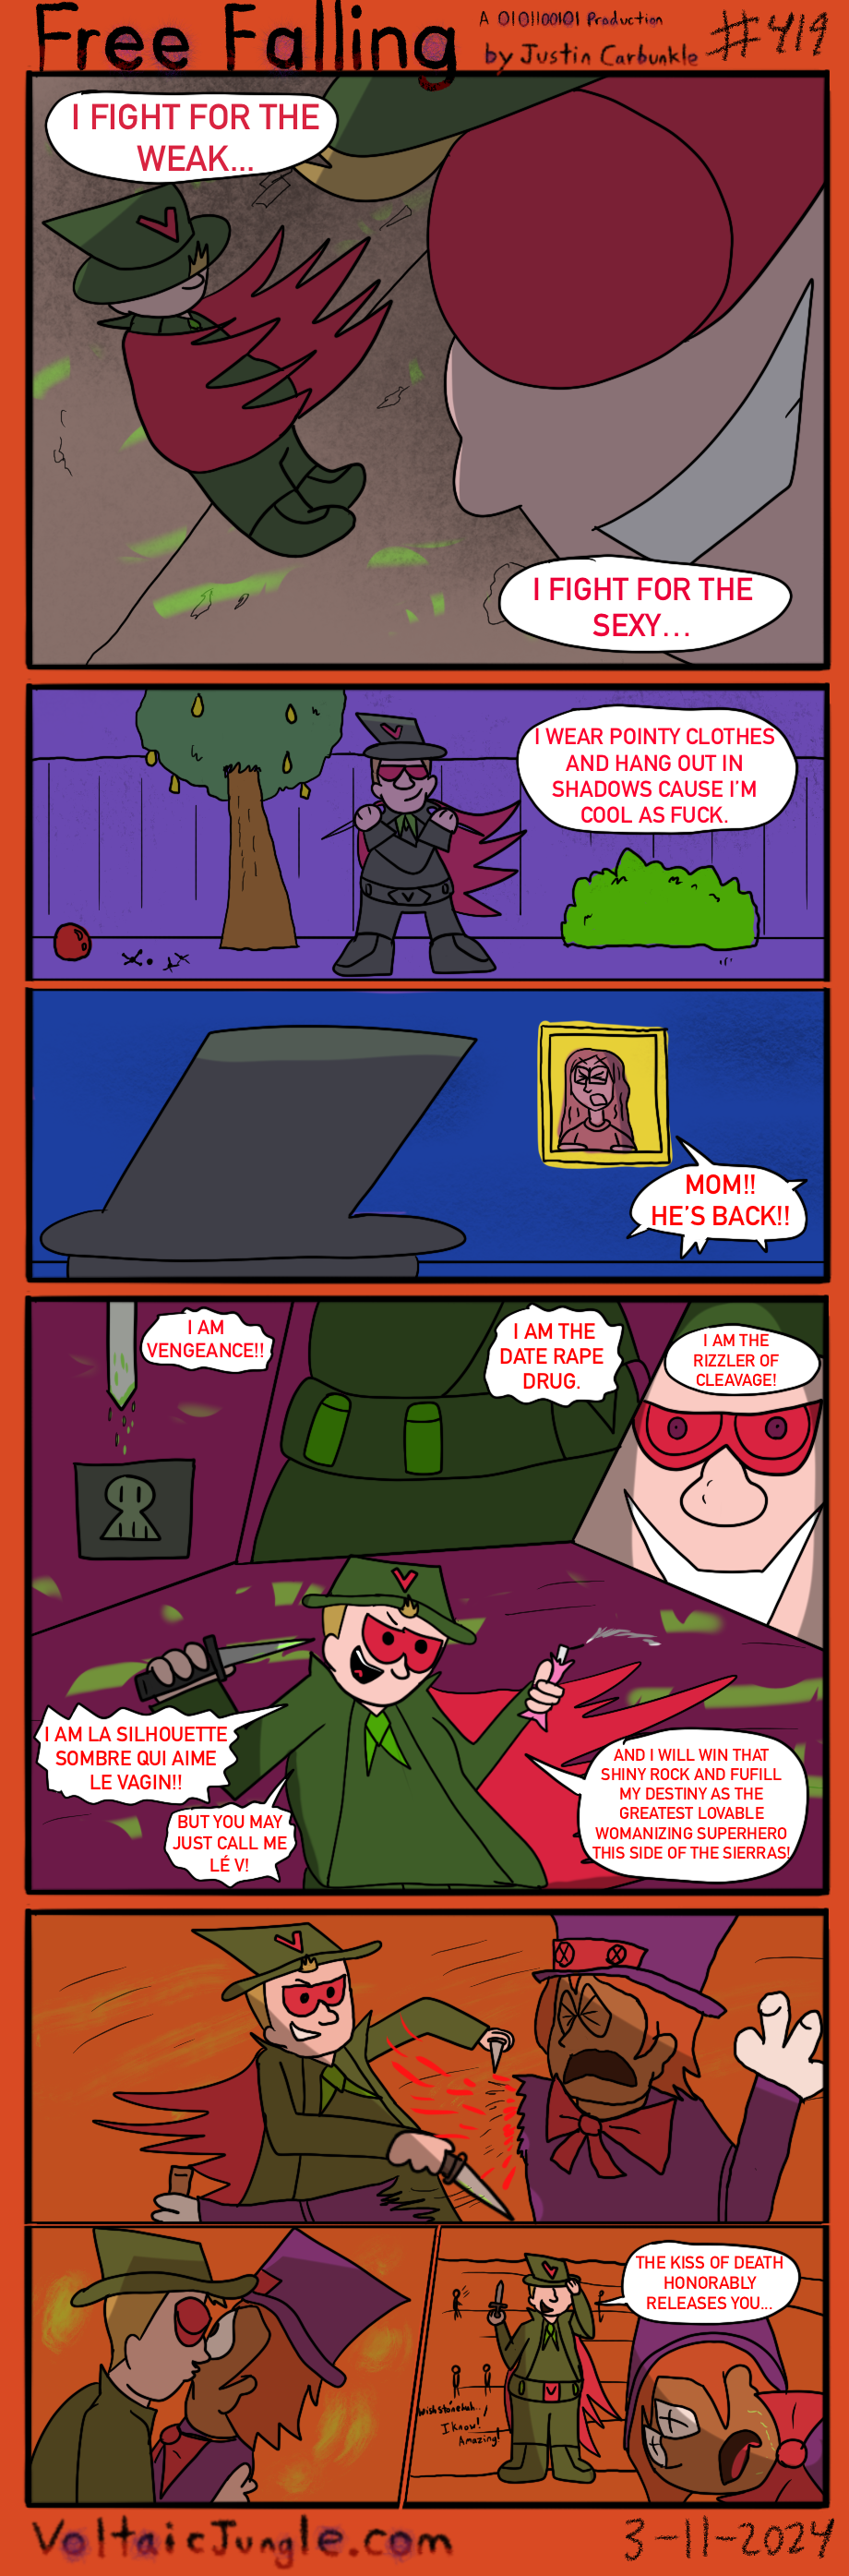 Free Falling
A 0101100101 Production
by Justin Carbunkle
#419
I FIGHT FOR THE
WEAK...
I FIGHT FOR THE
SEXY...
I WEAR POINTY CLOTHES
AND HANG OUT IN
SHADOWS CAUSE I'M
COOL AS FUCK.
MOM!!
HE'S BACK!!
I AM
VENGEANCE!!
I AM THE
DATE RAPE
DRUG.
I AM THE
RIZZLER OF
CLEAVAGE!
I AM LA SILHOUETTE
SOMBRE QUI AIME
LE VAGIN!!
BUT YOU MAY
JUST CALL ME
LÉ V!
AND I WILL WIN THAT
SHINY ROCK AND FUFILL
MY DESTINY AS THE
GREATEST LOVABLE
WOMANIZING SUPERHERO
THIS SIDE OF THE SIERRAS!
THE KISS OF DEATH
HONORABLY
RELEASES YOU...
I know!
Amazing!
VoltaicJungle.com
3-11-2024